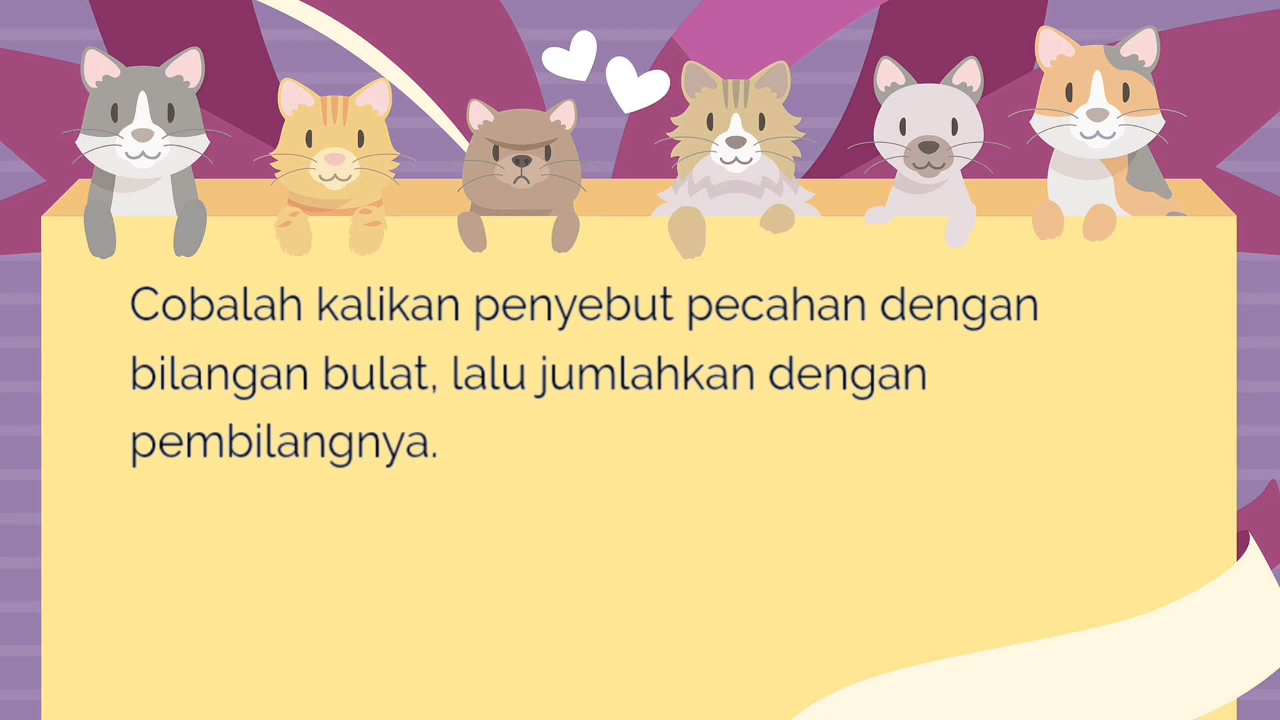 Cobalah kalikan penyebut pecahan dengan
bilangan bulat, lalu jumlahkan dengan
pembilangnya.